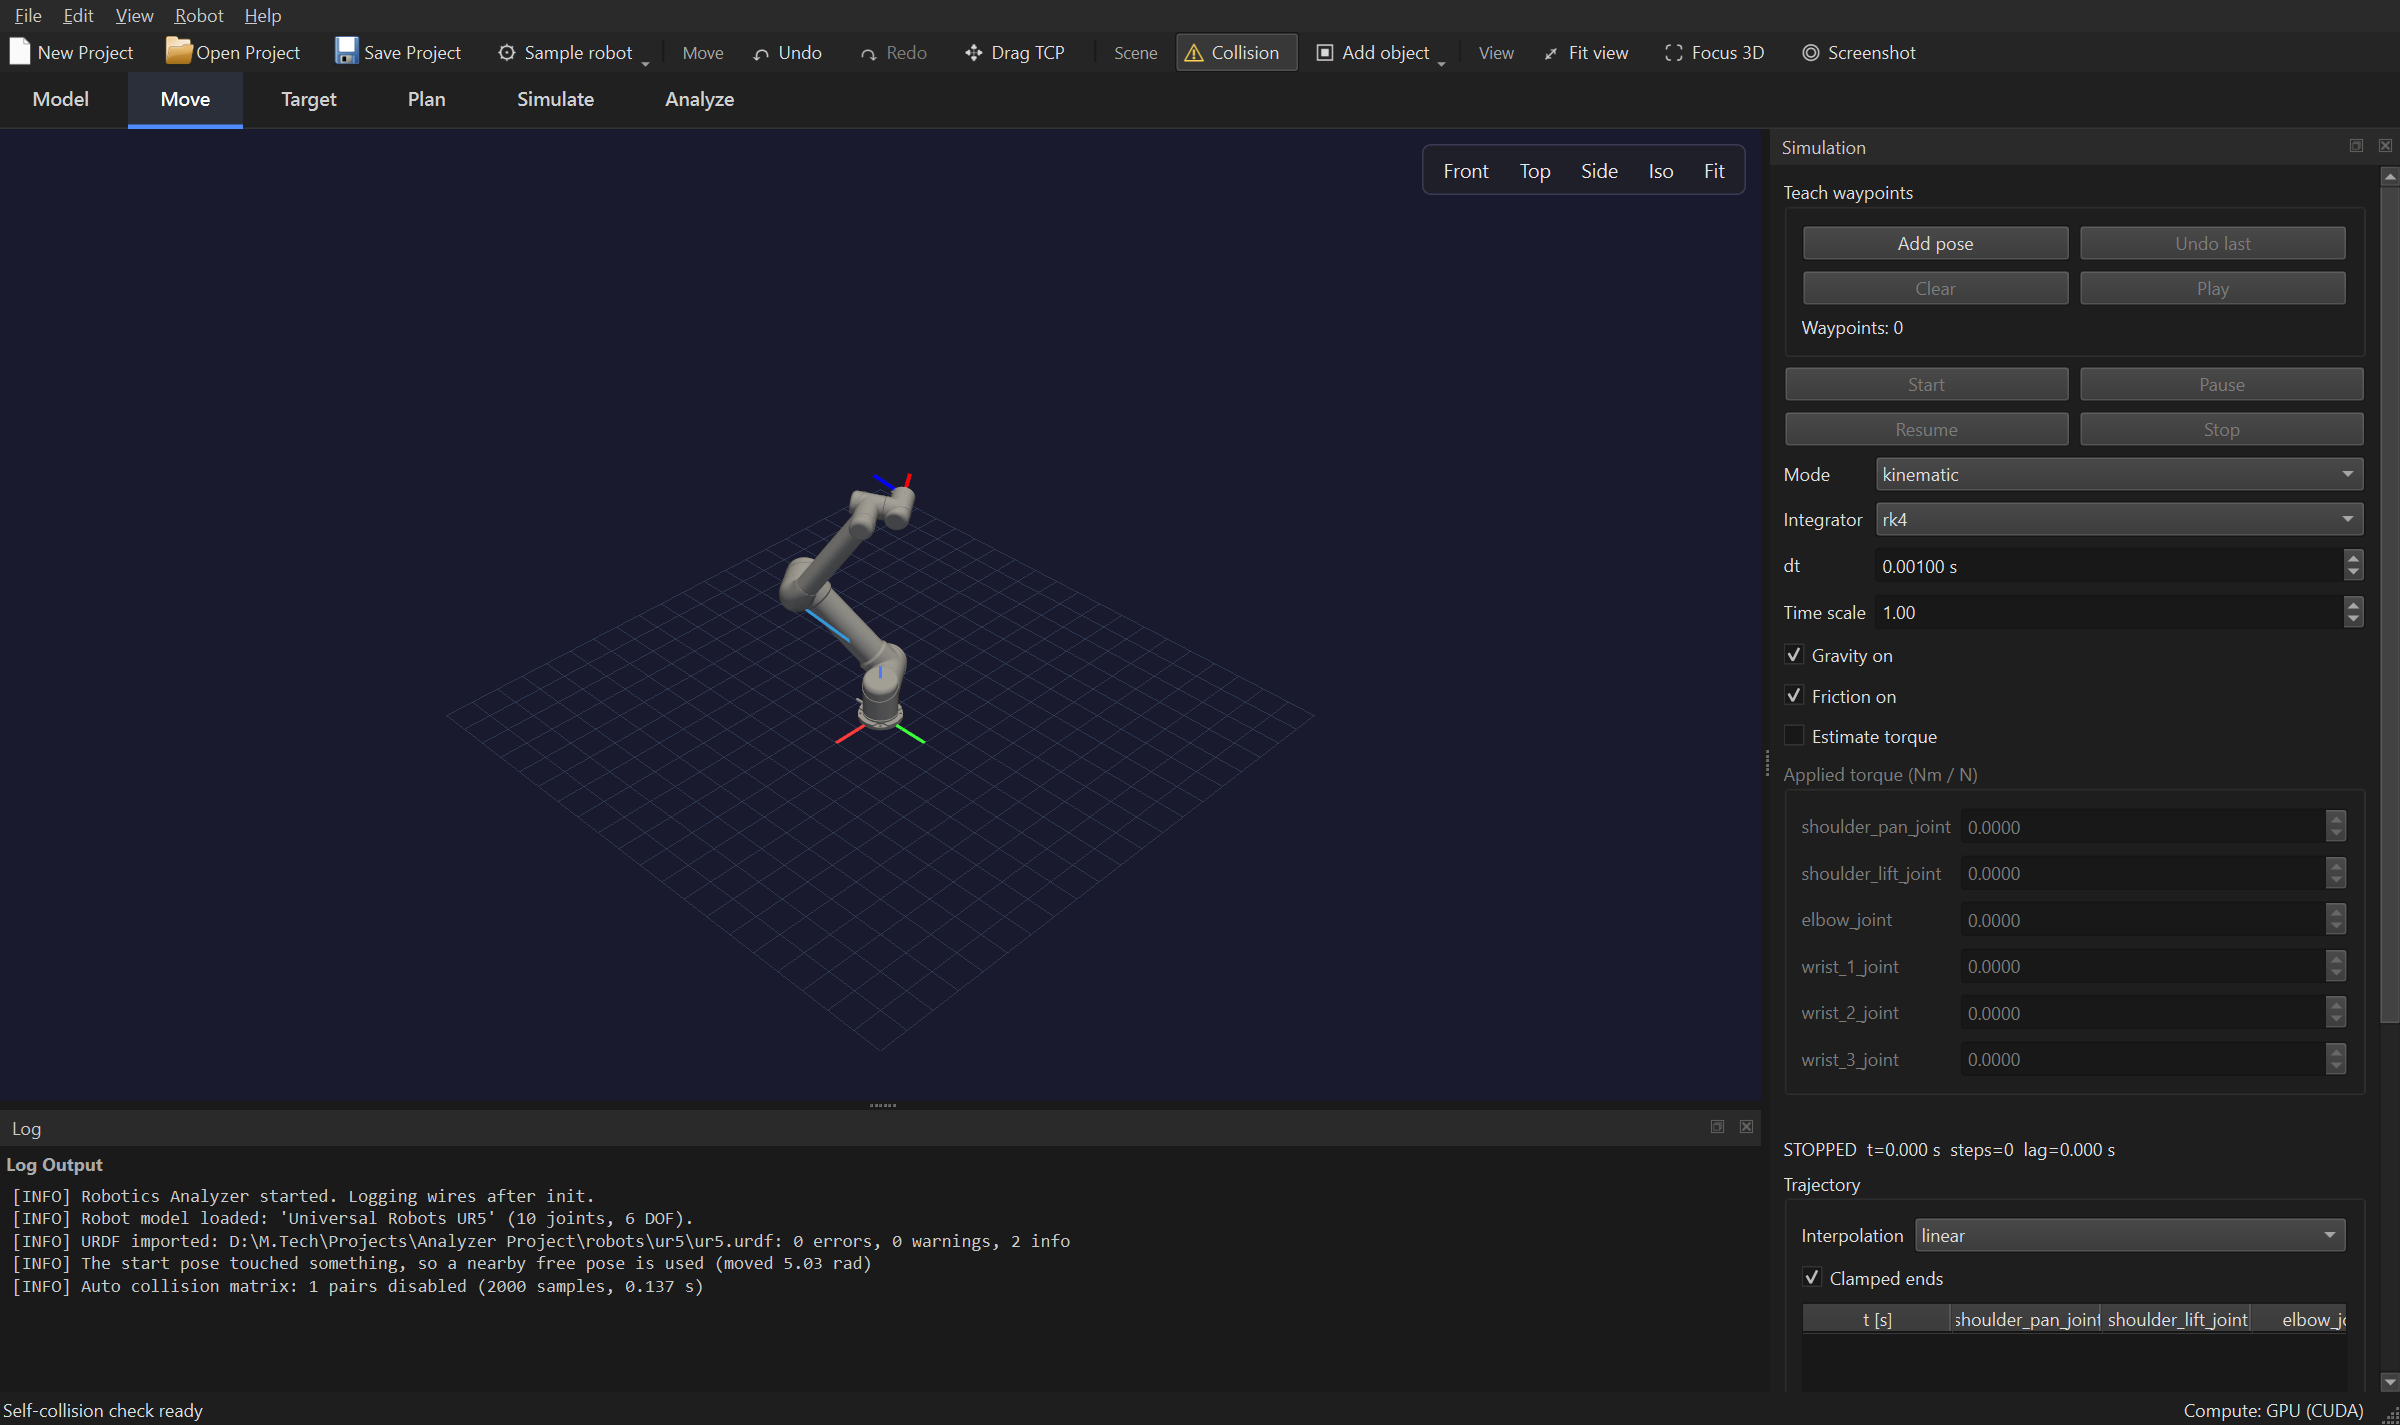 File Edit View Robot Help
New Project Open Project Save Project Sample robot Move Undo Redo Drag TCP Scene Collision Add object View Fit view Focus 3D Screenshot
Model Move Target Plan Simulate Analyze
Front Top Side Iso Fit
Simulation
Teach waypoints
Add pose Undo last
Clear Play
Waypoints: 0
Start Pause
Resume Stop
Mode kinematic
Integrator rk4
dt 0.00100 s
Time scale 1.00
Gravity on
Friction on
Estimate torque
Applied torque (Nm / N)
shoulder_pan_joint 0.0000
shoulder_lift_joint 0.0000
elbow_joint 0.0000
wrist_1_joint 0.0000
wrist_2_joint 0.0000
wrist_3_joint 0.0000
STOPPED t=0.000 s steps=0 lag=0.000 s
Trajectory
Interpolation linear
Clamped ends
t [s] shoulder_pan_joint shoulder_lift_joint elbow_jo
Log
Log Output
[INFO] Robotics Analyzer started. Logging wires after init.
[INFO] Robot model loaded: 'Universal Robots UR5' (10 joints, 6 DOF).
[INFO] URDF imported: D:\M.Tech\Projects\Analyzer Project\robots\ur5\ur5.urdf: 0 errors, 0 warnings, 2 info
[INFO] The start pose touched something, so a nearby free pose is used (moved 5.03 rad)
[INFO] Auto collision matrix: 1 pairs disabled (2000 samples, 0.137 s)
Self-collision check ready
Compute: GPU (CUDA)